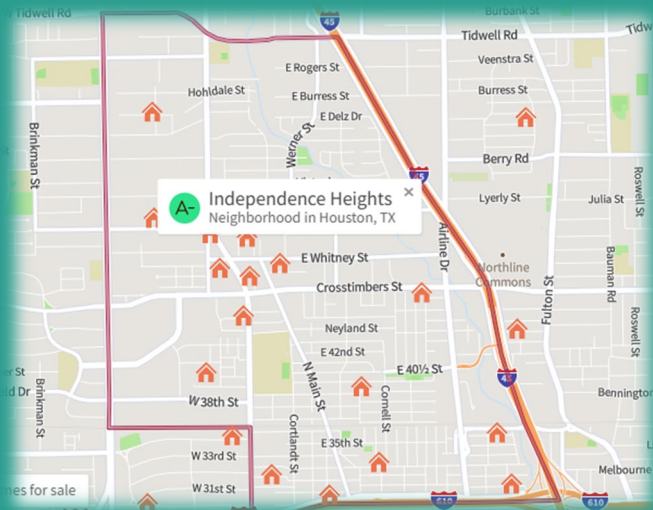 Tidwell Rd
45
Burbank St
Tidwell Rd
Tidw
Veenstra St
E Rogers St
Hohldale St
Burress St
E Burress St
E Delz Dr
Brinkman St
Werner St
Berry Rd
45
Roswell St
A-
Independence Heights
Neighborhood in Houston, TX
×
Lyerly St
Julia St
Airline Dr
E Whitney St
Northline
Commons
Bauman Rd
Crosstimbers St
Fulton St
Roswell St
Neyland St
E 42nd St
E 40½ St
er St
ld Dr
Brinkman St
45
W 38th St
N Main St
Cornell St
Bennington
Cortlandt St
E 35th St
W 33rd St
Melbourne
W 31st St
mes for sale
610
610